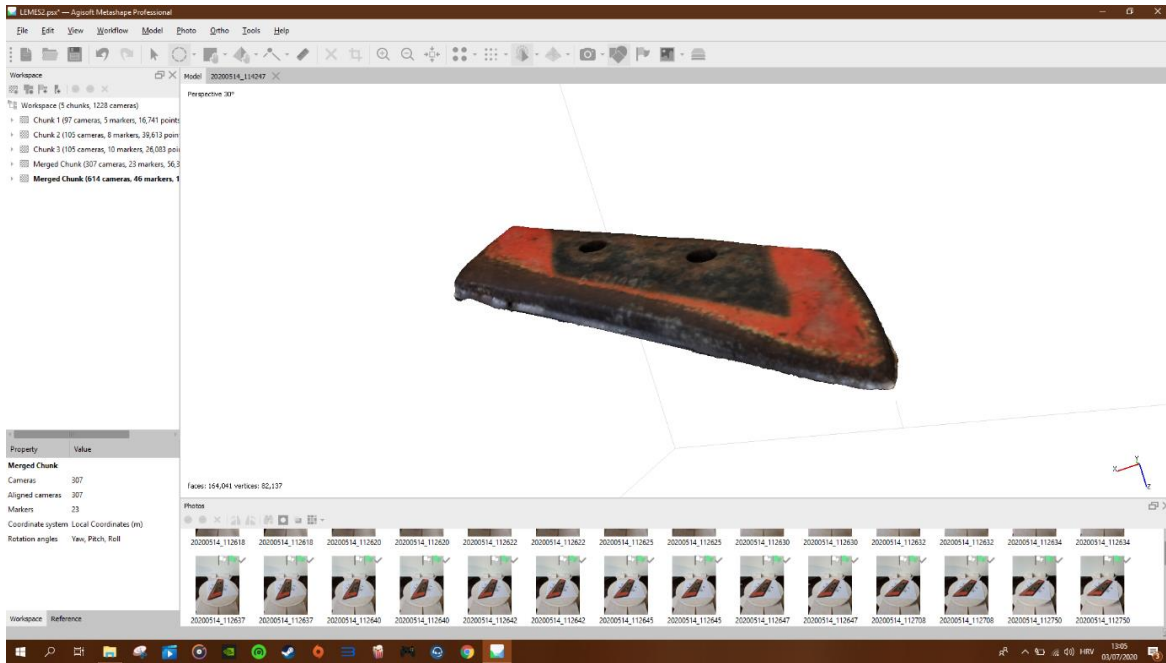 LEMES2.psx* — Agisoft Metashape Professional
File Edit View Workflow Model Photo Ortho Tools Help
Workspace
Model 20200514_114247
Perspective 30°
Workspace (5 chunks, 1228 cameras)
Chunk 1 (97 cameras, 5 markers, 16,741 points
Chunk 2 (105 cameras, 8 markers, 39,613 poin
Chunk 3 (105 cameras, 10 markers, 26,083 poi
Merged Chunk (307 cameras, 23 markers, 56,3
Merged Chunk (614 cameras, 46 markers, 1
Property Value
Merged Chunk
Cameras 307
Aligned cameras 307
Markers 23
Coordinate system Local Coordinates (m)
Rotation angles Yaw, Pitch, Roll
X Y Z
faces: 164,041 vertices: 82,137
Photos
20200514_112618 20200514_112618 20200514_112620 20200514_112620 20200514_112622 20200514_112622 20200514_112625 20200514_112625 20200514_112630 20200514_112630 20200514_112632 20200514_112632 20200514_112634 20200514_112634
20200514_112637 20200514_112637 20200514_112640 20200514_112640 20200514_112642 20200514_112642 20200514_112645 20200514_112645 20200514_112647 20200514_112647 20200514_112708 20200514_112708 20200514_112750 20200514_112750
Workspace Reference
HRV 13:05
03/07/2020